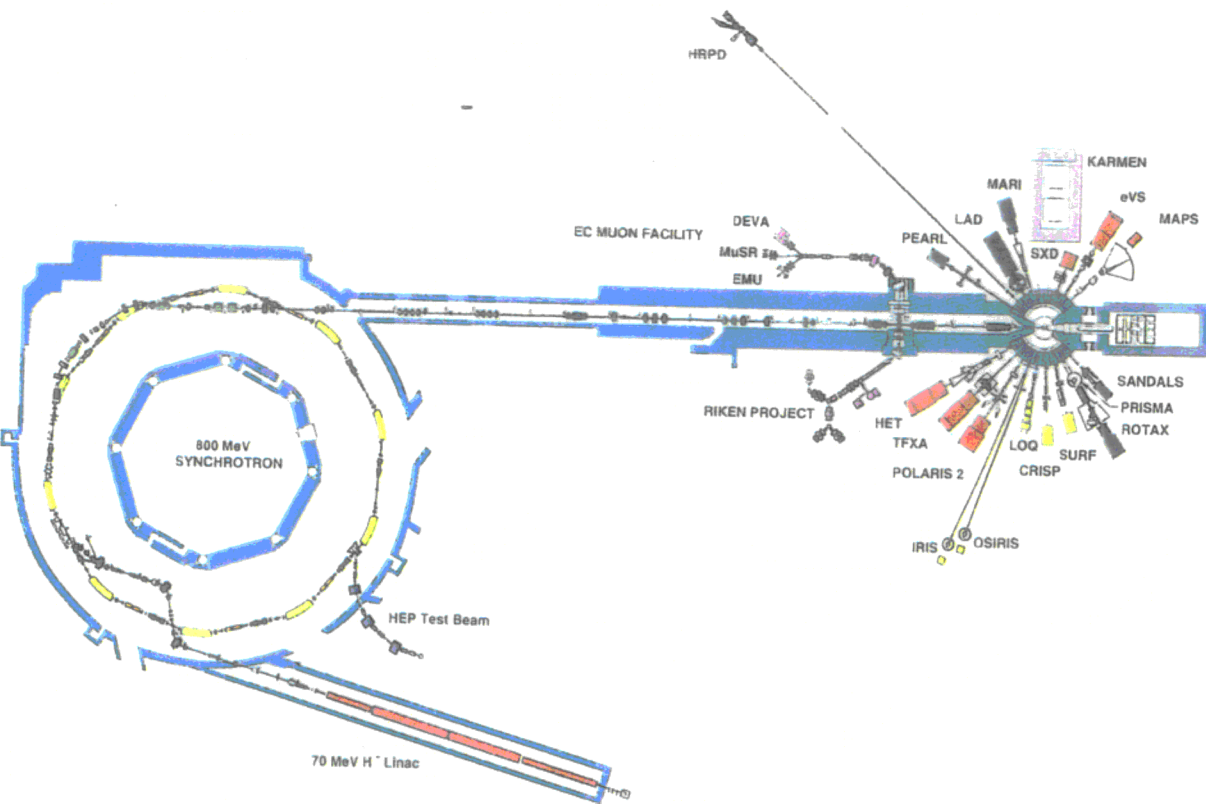 HRPD
KARMEN
MARI
eVS
DEVA
LAD
MAPS
EC MUON FACILITY
PEARL
SXD
MuSR
EMU
SANDALS
PRISMA
RIKEN PROJECT
HET
ROTAX
TFXA
LOQ
SURF
POLARIS 2
CRISP
800 MeV
SYNCHROTRON
IRIS
OSIRIS
HEP Test Beam
70 MeV H⁻ Linac